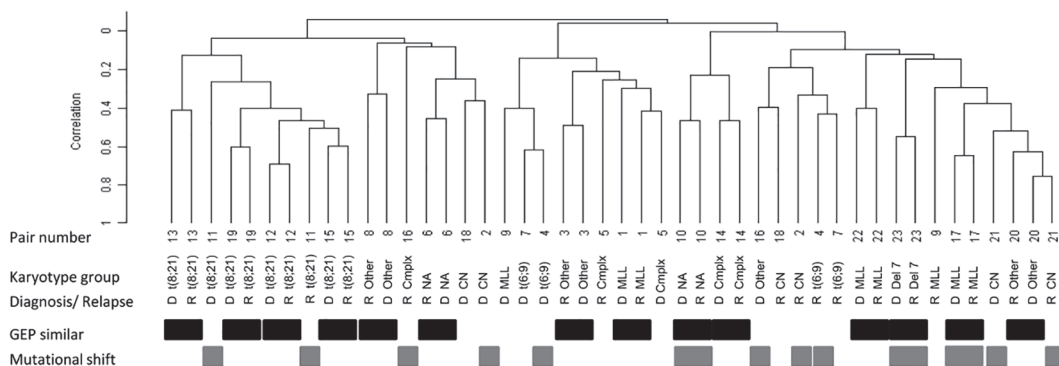 0
0.2
0.4
0.6
0.8
1
Correlation
Pair number 13 13 11 19 19 12 12 11 15 15 8 8 16 6 6 18 2 9 7 4 3 3 5 1 1 5 10 10 14 14 16 18 2 4 7 22 22 23 23 9 17 17 21 20 20 21
Karyotype group t(8;21) t(8;21) t(8;21) t(8;21) t(8;21) t(8;21) t(8;21) t(8;21) t(8;21) t(8;21) Other Other Cmplx NA NA CN CN MLL t(6;9) t(6;9) Other Other Cmplx MLL MLL Cmplx NA NA Cmplx Cmplx Other CN CN t(6;9) t(6;9) MLL MLL Del 7 Del 7 MLL MLL MLL CN Other Other CN
Diagnosis/ Relapse D R D D R D R R D R R D R R D D D D D D R D R D R D D R D R D R R R R D R D R R D R D R D R
GEP similar
Mutational shift